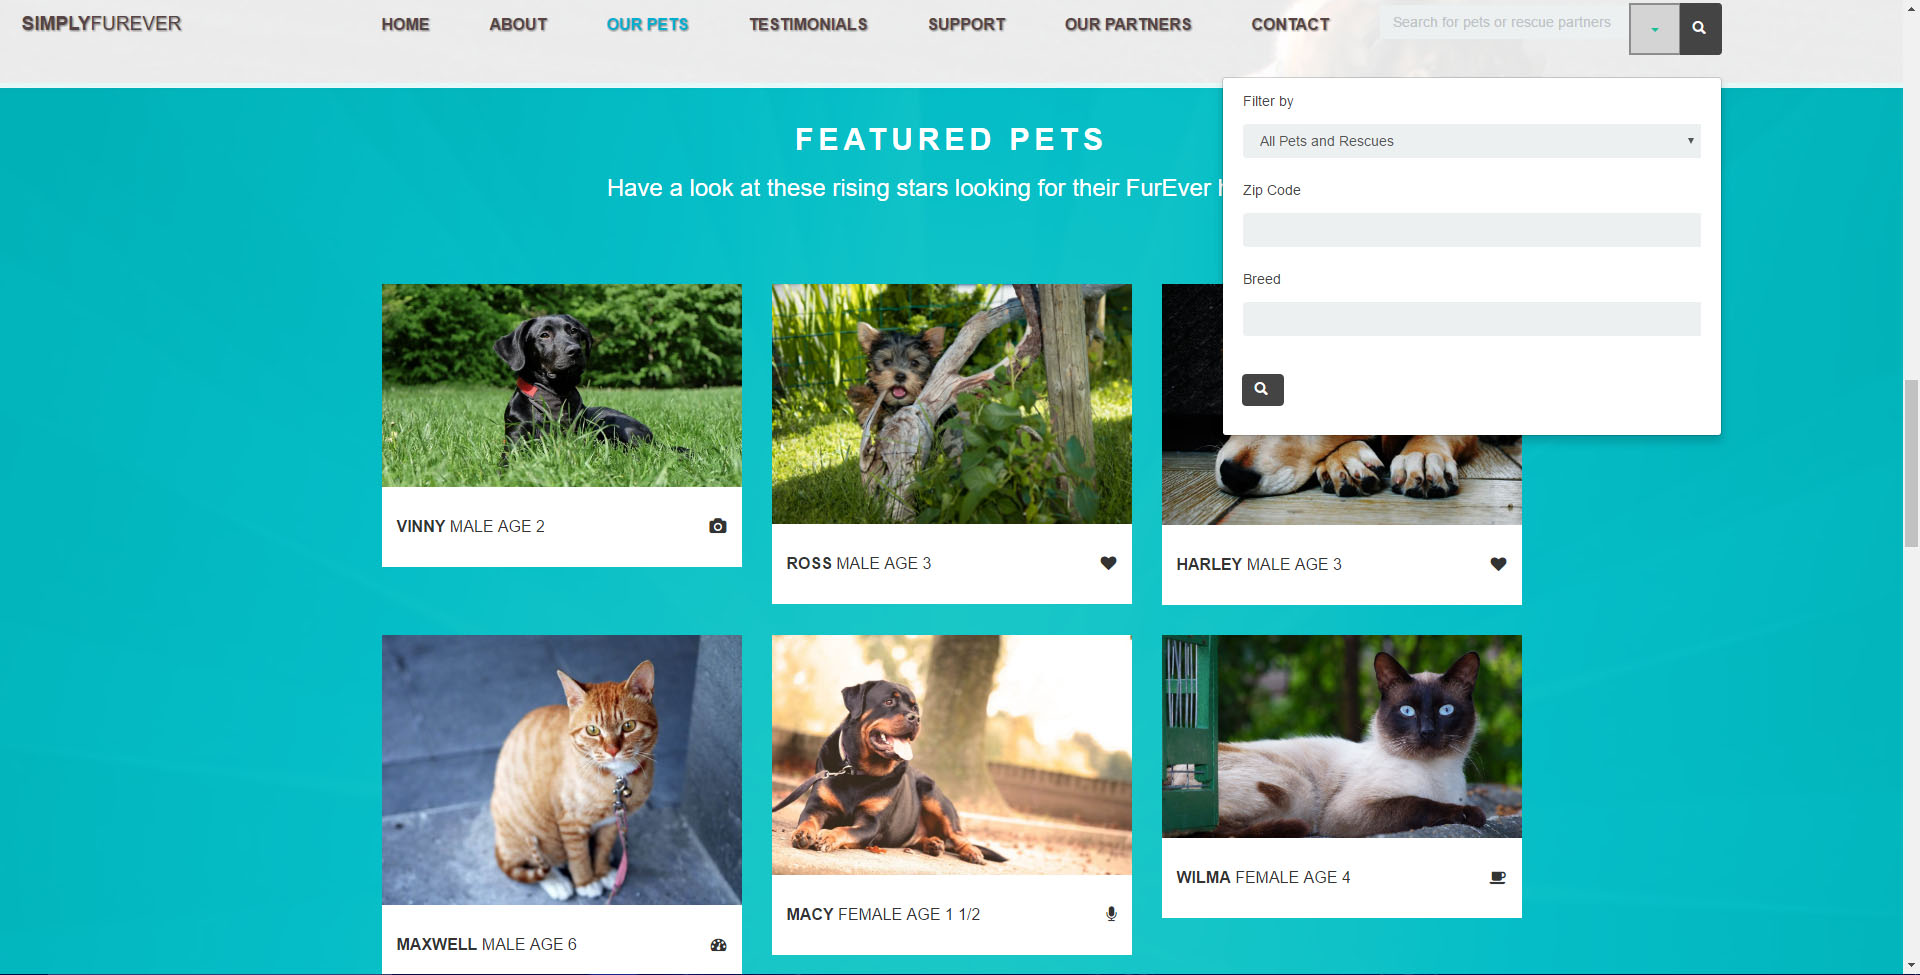 SIMPLYFUREVER
HOME ABOUT OUR PETS TESTIMONIALS SUPPORT OUR PARTNERS CONTACT
Search for pets or rescue partners
FEATURED PETS
Have a look at these rising stars looking for their FurEver
Filter by
All Pets and Rescues
Zip Code
Breed
VINNY MALE AGE 2
ROSS MALE AGE 3
HARLEY MALE AGE 3
MAXWELL MALE AGE 6
MACY FEMALE AGE 1 1/2
WILMA FEMALE AGE 4